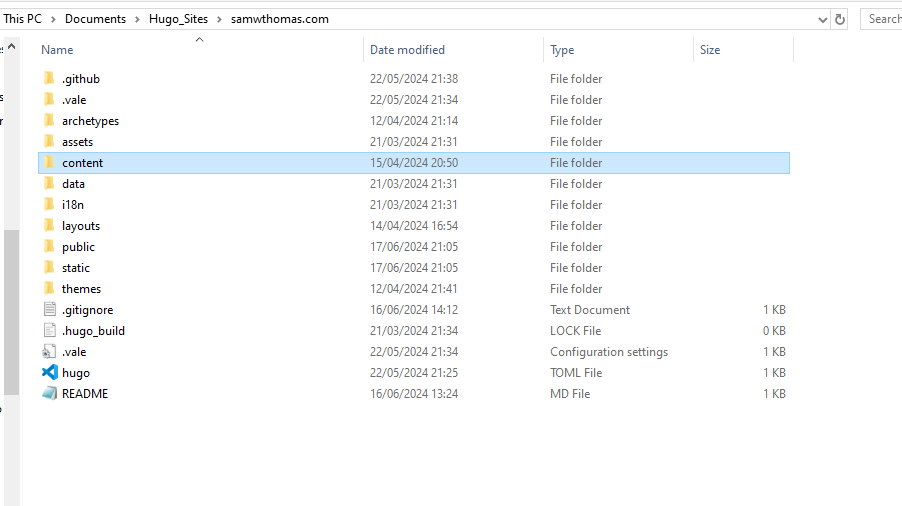 This PC > Documents > Hugo_Sites > samwthomas.com Search
Name Date modified Type Size
.github 22/05/2024 21:38 File folder
.vale 22/05/2024 21:34 File folder
archetypes 12/04/2024 21:14 File folder
assets 21/03/2024 21:31 File folder
content 15/04/2024 20:50 File folder
data 21/03/2024 21:31 File folder
i18n 21/03/2024 21:31 File folder
layouts 14/04/2024 16:54 File folder
public 17/06/2024 21:05 File folder
static 17/06/2024 21:05 File folder
themes 12/04/2024 21:41 File folder
.gitignore 16/06/2024 14:12 Text Document 1 KB
.hugo_build 21/03/2024 21:34 LOCK File 0 KB
.vale 22/05/2024 21:34 Configuration settings 1 KB
hugo 22/05/2024 21:25 TOML File 1 KB
README 16/06/2024 13:24 MD File 1 KB